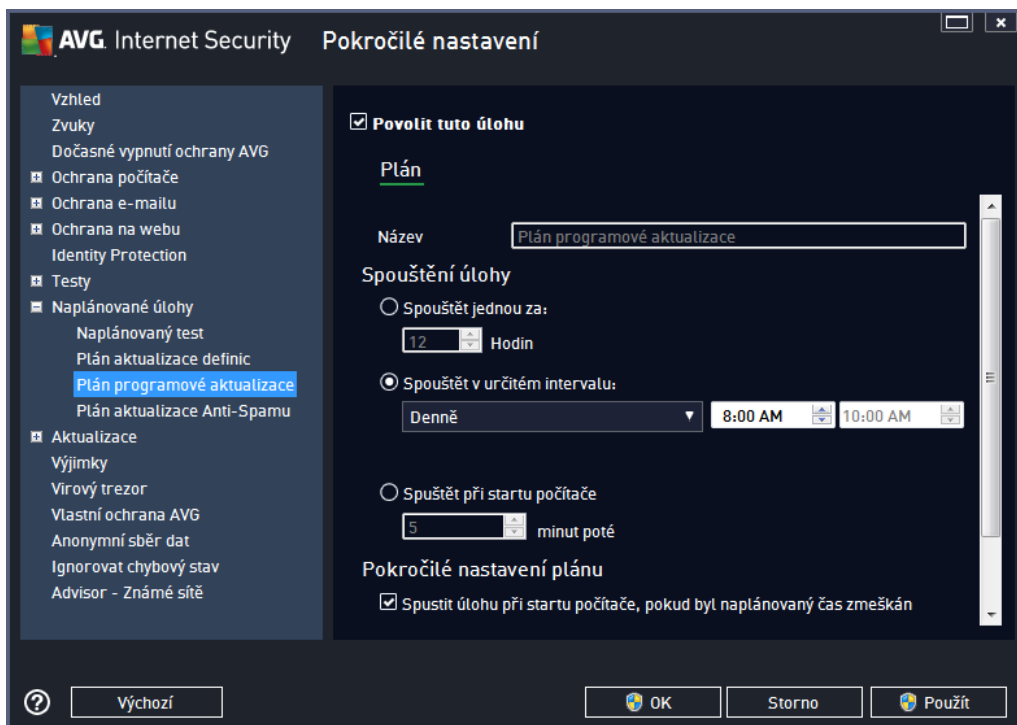 AVG. Internet Security
Pokročilé nastavení
Vzhled
Zvuky
Dočasné vypnutí ochrany AVG
Ochrana počítače
Ochrana e-mailu
Ochrana na webu
Identity Protection
Testy
Naplánované úlohy
Naplánovaný test
Plán aktualizace definic
Plán programové aktualizace
Plán aktualizace Anti-Spamu
Aktualizace
Výjimky
Virový trezor
Vlastní ochrana AVG
Anonymní sběr dat
Ignorovat chybový stav
Advisor - Známé sítě
Povolit tuto úlohu
Plán
Název Plán programové aktualizace
Spouštění úlohy
Spouštět jednou za:
12 Hodin
Spouštět v určitém intervalu:
Denně 8:00 AM 10:00 AM
Spuštět při startu počítače
5 minut poté
Pokročilé nastavení plánu
Spustit úlohu při startu počítače, pokud byl naplánovaný čas zmeškán
? Výchozí OK Storno Použít